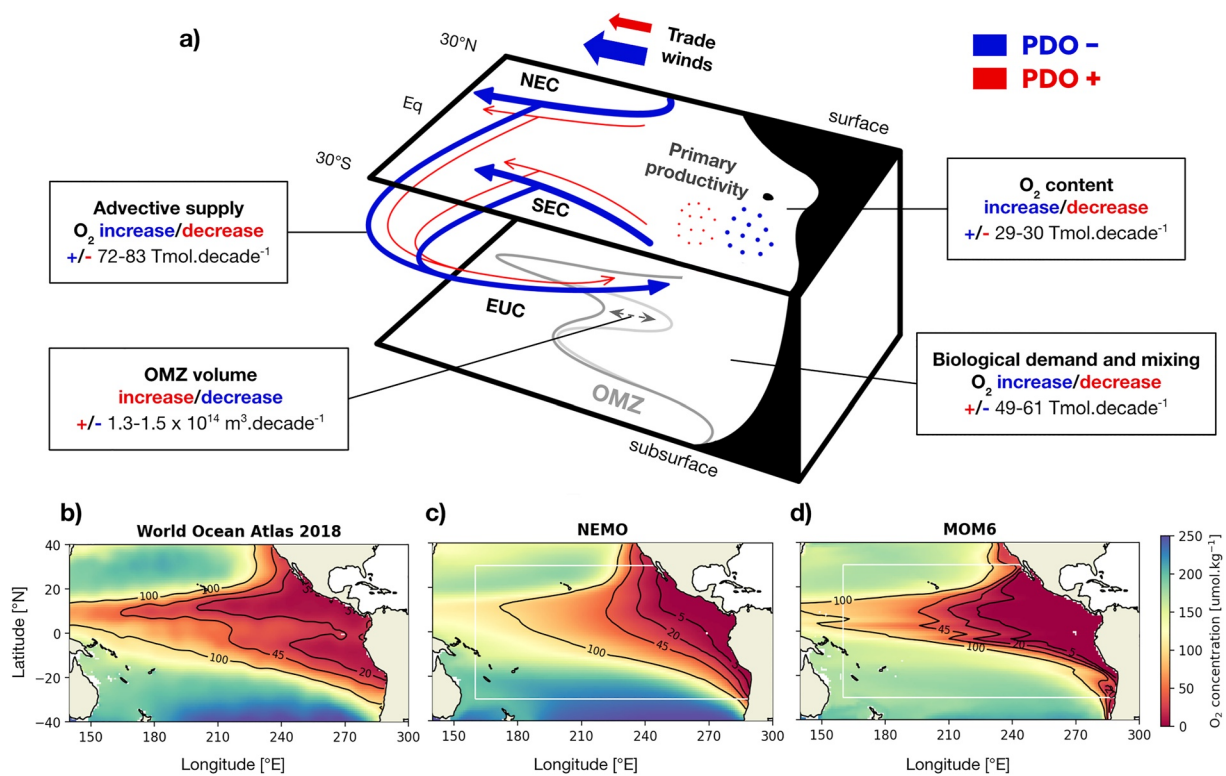 a)
30°N
Eq
30°S
Trade
winds
PDO −
PDO +
surface
NEC
SEC
EUC
Primary
productivity
OMZ
subsurface
Advective supply
O₂ increase/decrease
+/- 72-83 Tmol.decade⁻¹
O₂ content
increase/decrease
+/- 29-30 Tmol.decade⁻¹
OMZ volume
increase/decrease
+/- 1.3-1.5 x 10¹⁴ m³.decade⁻¹
Biological demand and mixing
O₂ increase/decrease
+/- 49-61 Tmol.decade⁻¹
b)
World Ocean Atlas 2018
40
20
0
−20
−40
Latitude [°N]
150
180
210
240
270
300
Longitude [°E]
100
100
100
45
20
c)
NEMO
150
180
210
240
270
300
Longitude [°E]
100
45
20
5
d)
MOM6
150
180
210
240
270
300
Longitude [°E]
100
45
100
20
5
250
200
150
100
50
0
O₂ concentration [umol.kg⁻¹]